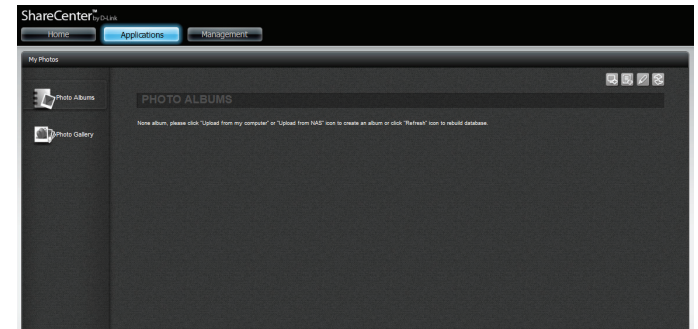 ShareCenter™ by D-Link
Home Applications Management
My Photos
Photo Albums
PHOTO ALBUMS
None album, please click "Upload from my computer" or "Upload from NAS" icon to create an album or click "Refresh" icon to rebuild database.
Photo Gallery